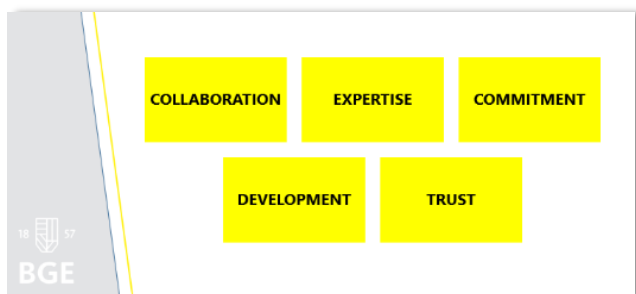 COLLABORATION
EXPERTISE
COMMITMENT
DEVELOPMENT
TRUST
18 57
BGE